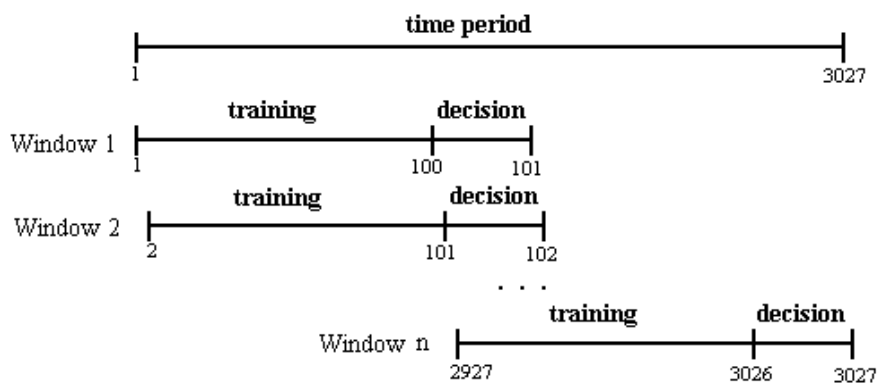 time period
1 3027
training decision
Window 1
1 100 101
training decision
Window 2
2 101 102
. . .
training decision
Window n
2927 3026 3027